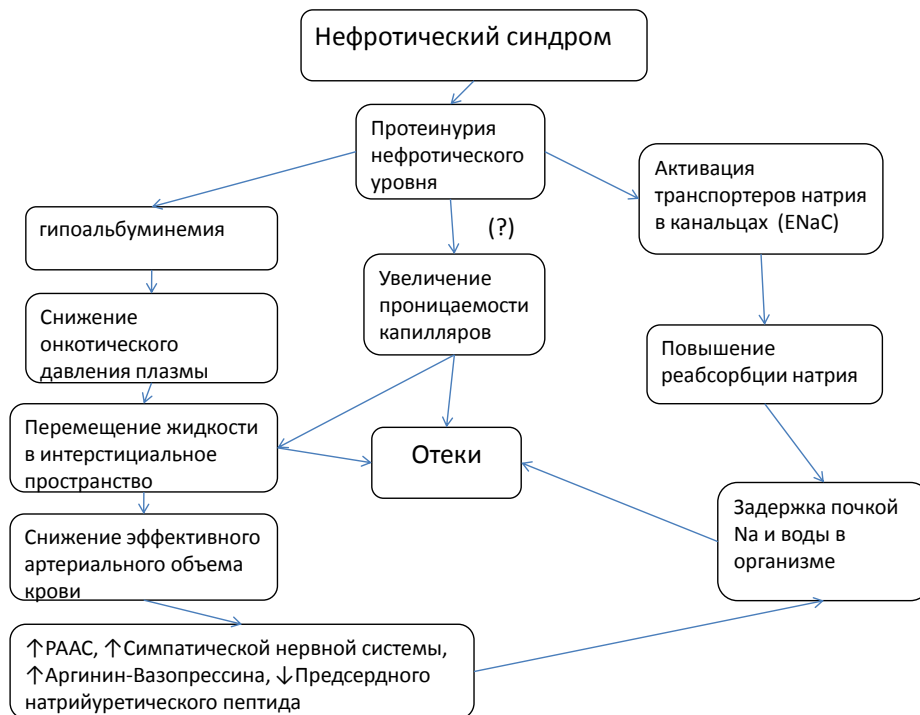 Нефротический синдром
Протеинурия
нефротического
уровня
Активация
транспортеров натрия
в канальцах (ENaC)
гипоальбуминемия
(?)
Увеличение
проницаемости
капилляров
Снижение
онкотического
давления плазмы
Повышение
реабсорбции натрия
Перемещение жидкости
в интерстициальное
пространство
Отеки
Задержка почкой
Na и воды в
организме
Снижение эффективного
артериального объема
крови
↑РААС, ↑Симпатической нервной системы,
↑Аргинин-Вазопрессина, ↓Предсердного
натрийуретического пептида